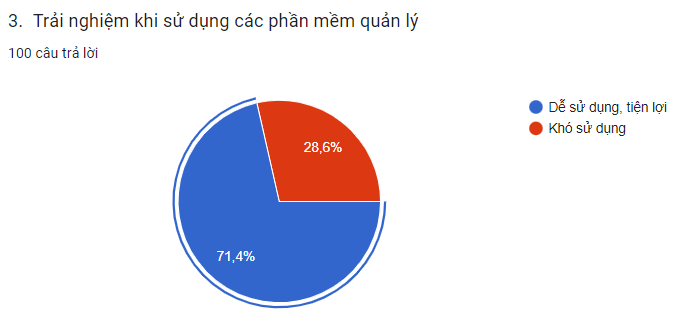 3. Trải nghiệm khi sử dụng các phần mềm quản lý
100 câu trả lời
Dễ sử dụng, tiện lợi
Khó sử dụng
28,6%
71,4%